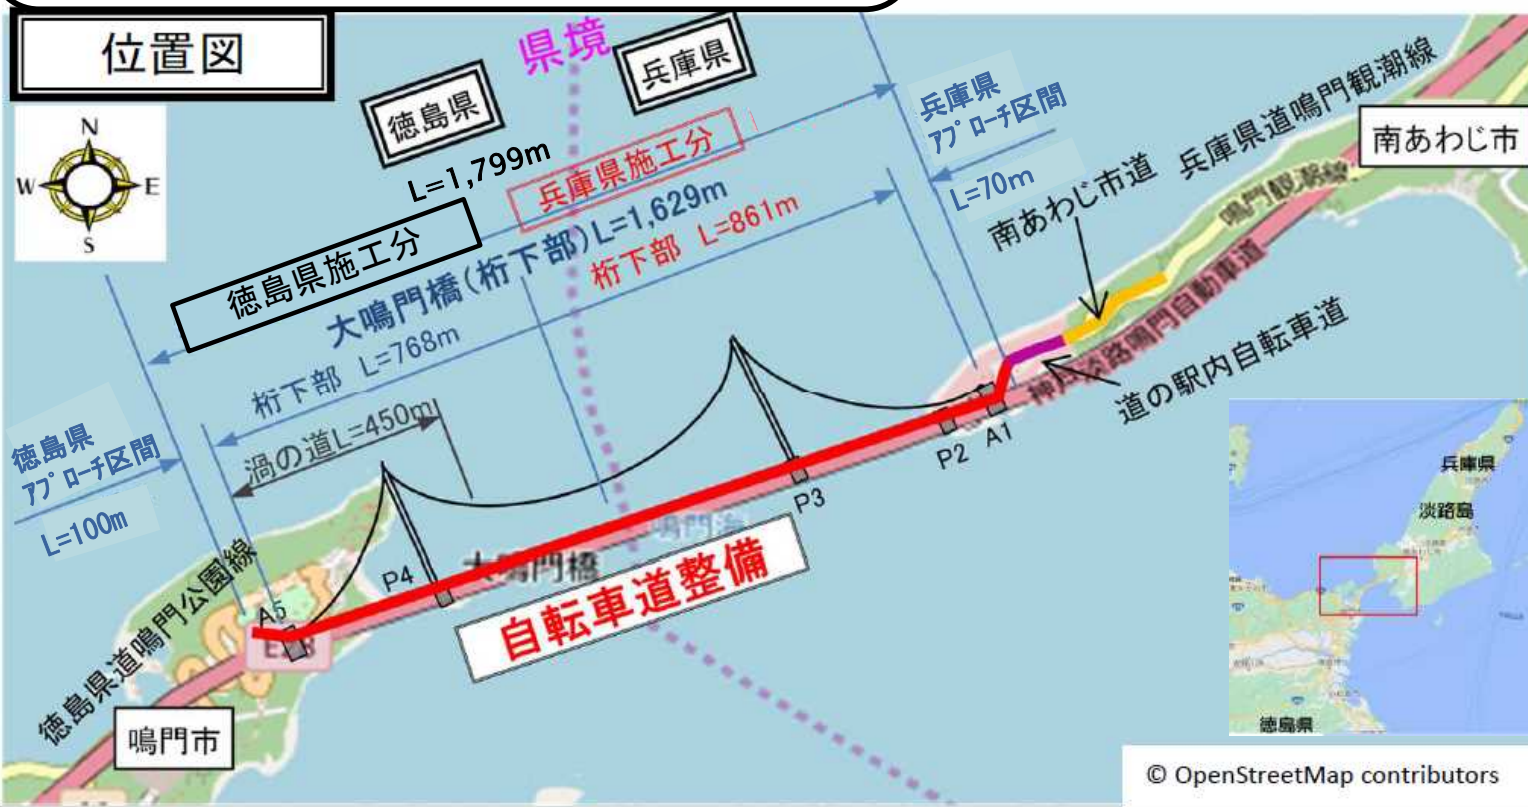 位置図
県境
徳島県
兵庫県
N
W
E
S
L=1,799m
兵庫県施工分
徳島県施工分
大鳴門橋(桁下部)L=1,629m
桁下部 L=861m
桁下部 L=768m
渦の道L=450m
兵庫県
アプローチ区間
L=70m
南あわじ市道
兵庫県道鳴門観潮線
南あわじ市
鳴門観潮線
神戸淡路鳴門自動車道
道の駅内自転車道
徳島県
アプローチ区間
L=100m
徳島県道鳴門公園線
A5
P4
P3
P2
A1
大鳴門橋
鳴門海
自転車道整備
E28
鳴門市
兵庫県
淡路島
徳島県
© OpenStreetMap contributors